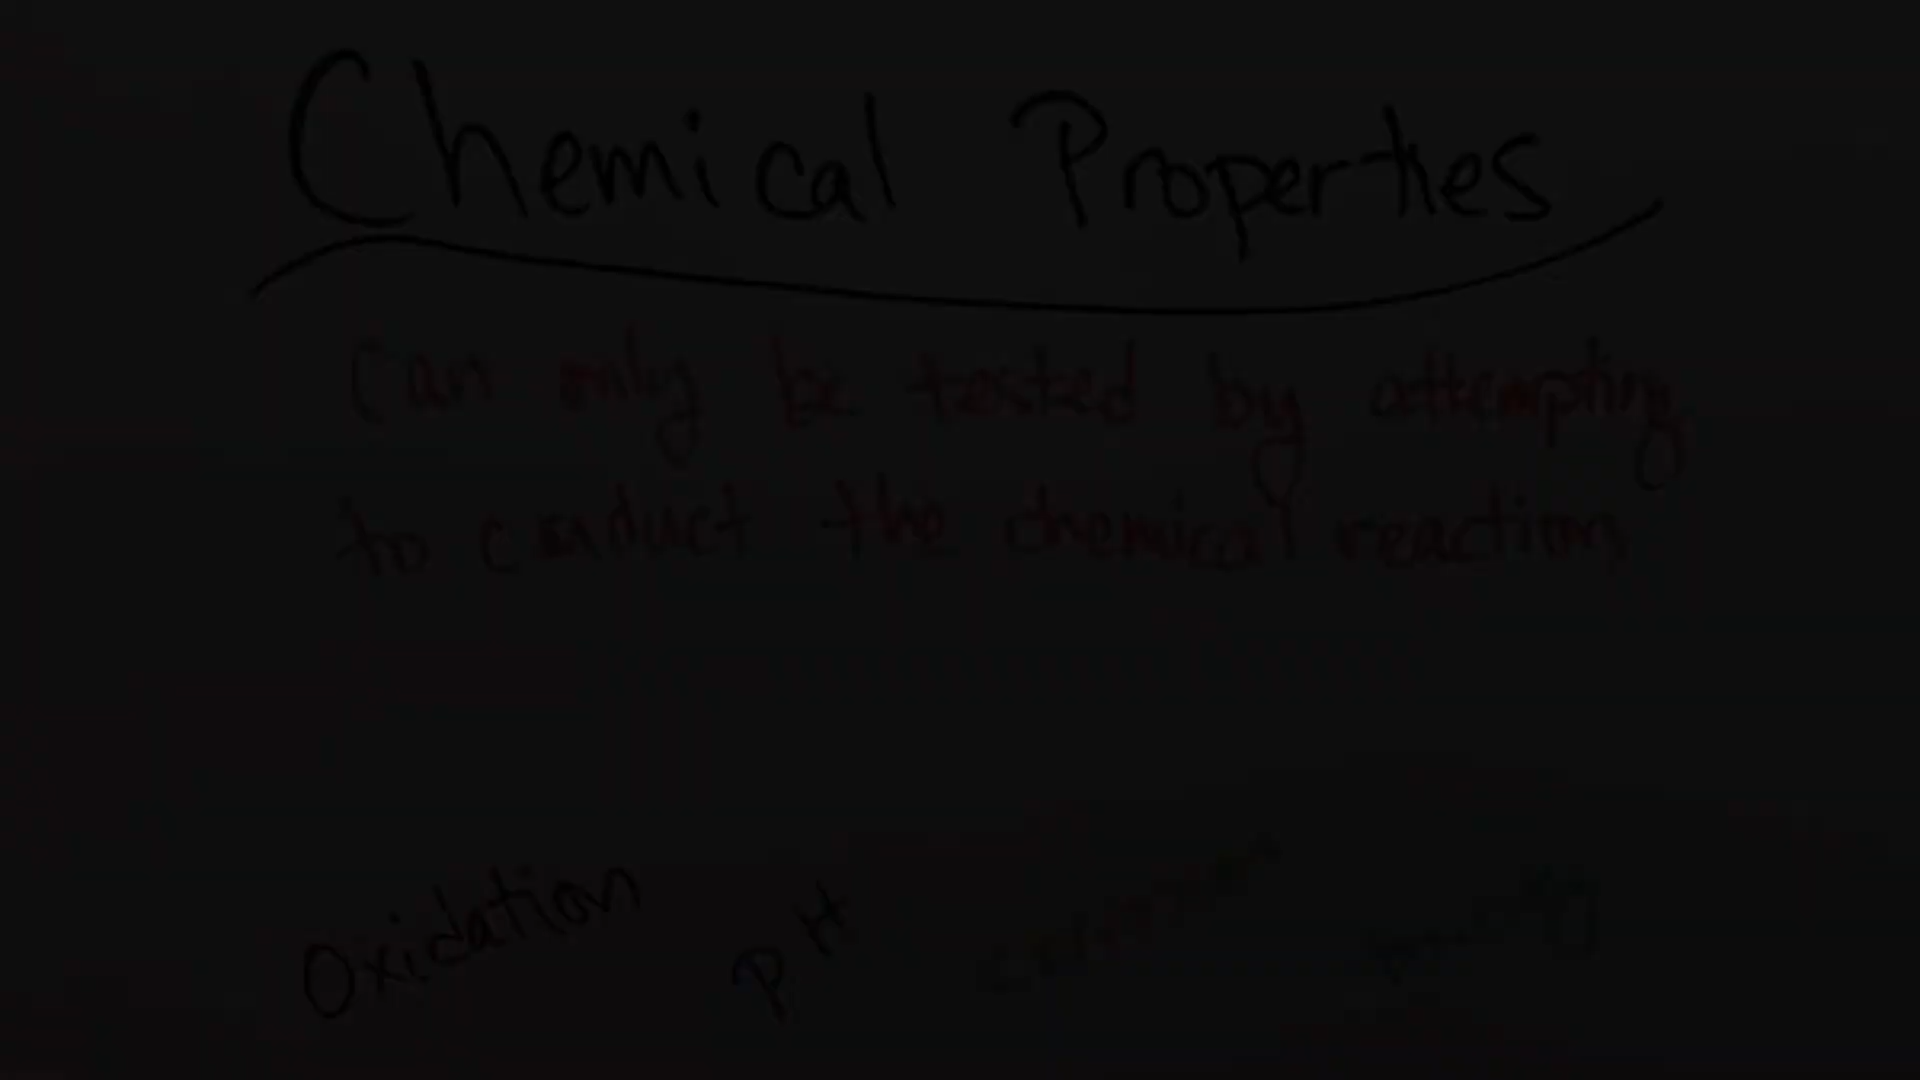 Chemical Properties
Can only be tested by attempting
to conduct the chemical reaction
Oxidation
PH